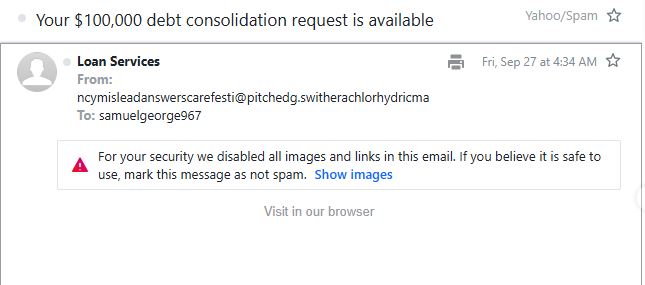 Your $100,000 debt consolidation request is available
Yahoo/Spam
Loan Services
Fri, Sep 27 at 4:34 AM
From:
ncymisleadanswerscarefesti@pitchedg.switherachlorhydricma
To: samuelgeorge967
For your security we disabled all images and links in this email. If you believe it is safe to
use, mark this message as not spam. Show images
Visit in our browser